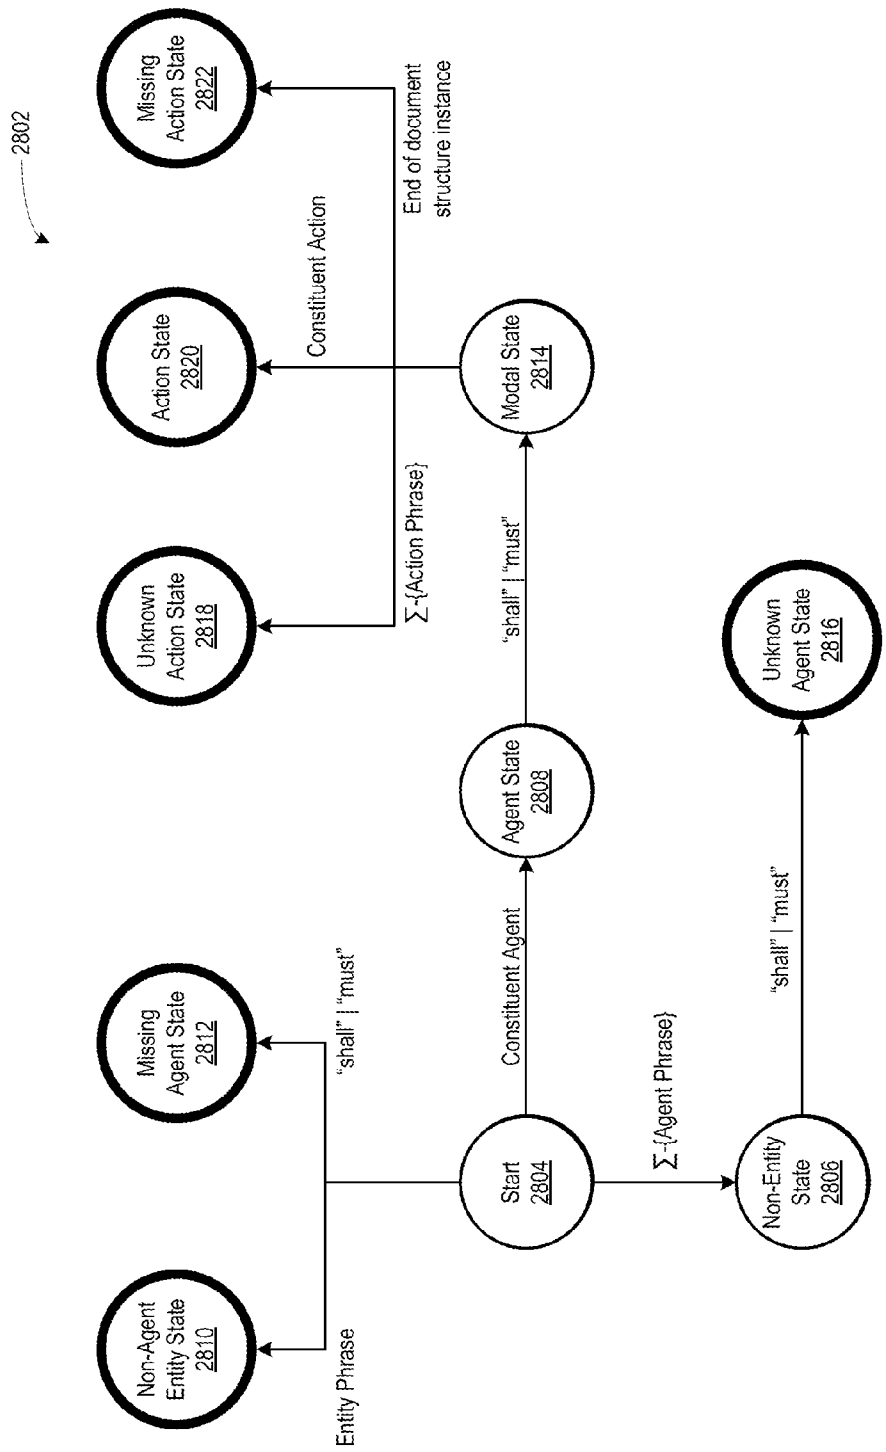 2802
Non-Agent
Entity State
2810
Missing
Agent State
2812
Unknown
Action State
2818
Action State
2820
Missing
Action State
2822
Entity Phrase
"shall" | "must"
∑-{Action Phrase}
Constituent Action
End of document
structure instance
Start
2804
Constituent Agent
Agent State
2808
"shall" | "must"
Modal State
2814
∑-{Agent Phrase}
Non-Entity
State
2806
"shall" | "must"
Unknown
Agent State
2816